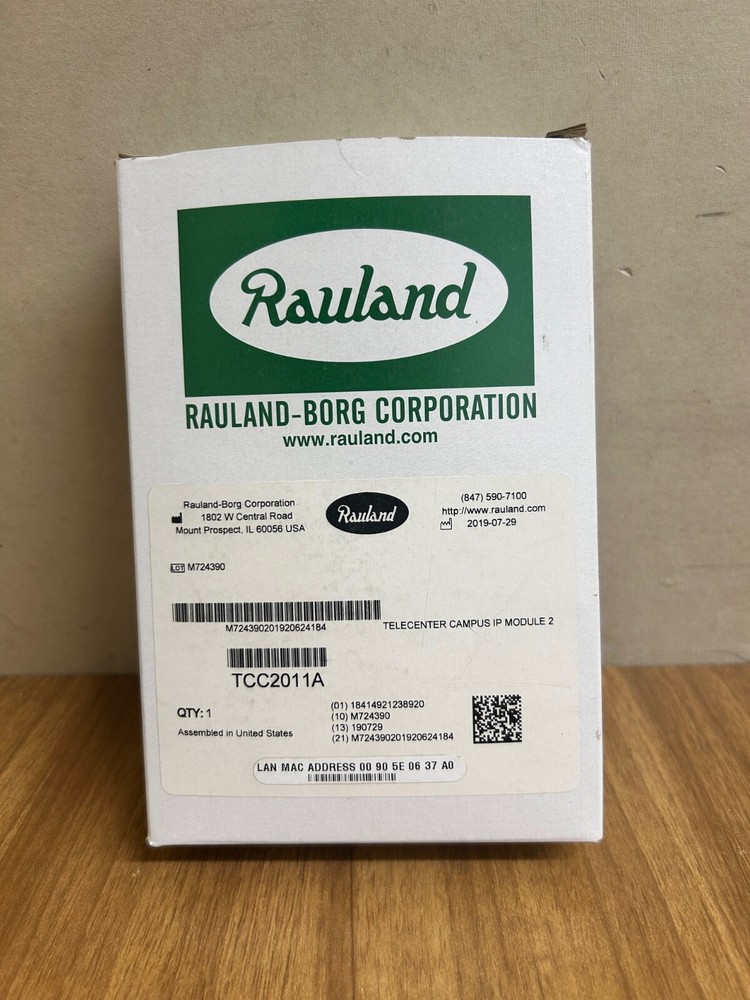 Rauland
RAULAND-BORG CORPORATION
www.rauland.com
Rauland-Borg Corporation
1802 W Central Road
Mount Prospect, IL 60056 USA
Rauland
(847) 590-7100
http://www.rauland.com
2019-07-29
LOT M724390
M724390201920624184
TELECENTER CAMPUS IP MODULE 2
TCC2011A
QTY: 1
Assembled in United States
(01) 18414921238920
(10) M724390
(13) 190729
(21) M724390201920624184
LAN MAC ADDRESS 00 90 5E 06 37 A0